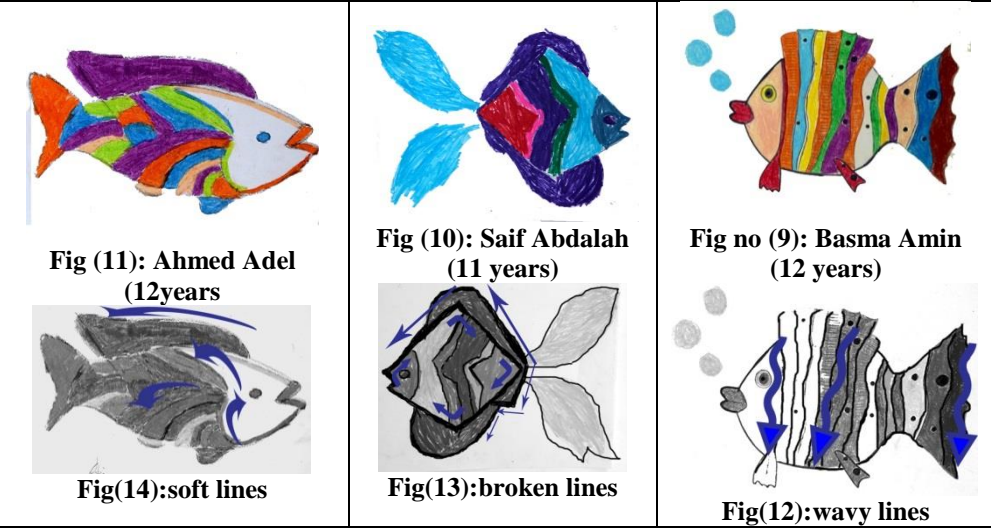 Fig (11): Ahmed Adel
(12years
Fig (10): Saif Abdalah
(11 years)
Fig no (9): Basma Amin
(12 years)
Fig(14):soft lines
Fig(13):broken lines
Fig(12):wavy lines